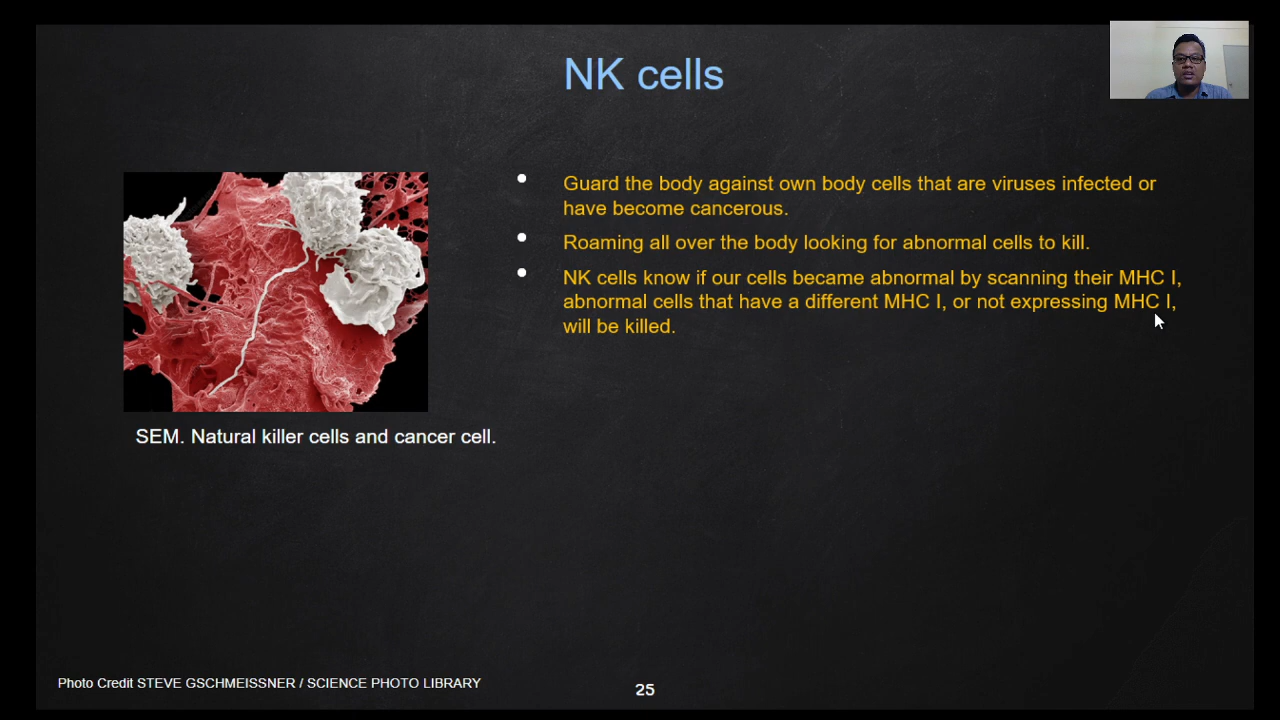 NK cells
Guard the body against own body cells that are viruses infected or
have become cancerous.
Roaming all over the body looking for abnormal cells to kill.
NK cells know if our cells became abnormal by scanning their MHC I,
abnormal cells that have a different MHC I, or not expressing MHC I,
will be killed.
SEM. Natural killer cells and cancer cell.
Photo Credit STEVE GSCHMEISSNER / SCIENCE PHOTO LIBRARY
25